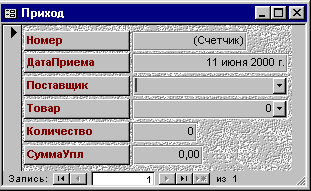 Приход
Номер (Счетчик)
ДатаПриема 11 июня 2000 г.
Поставщик
Товар 0
Количество 0
СуммаУпл 0,00
Запись: 1 из 1